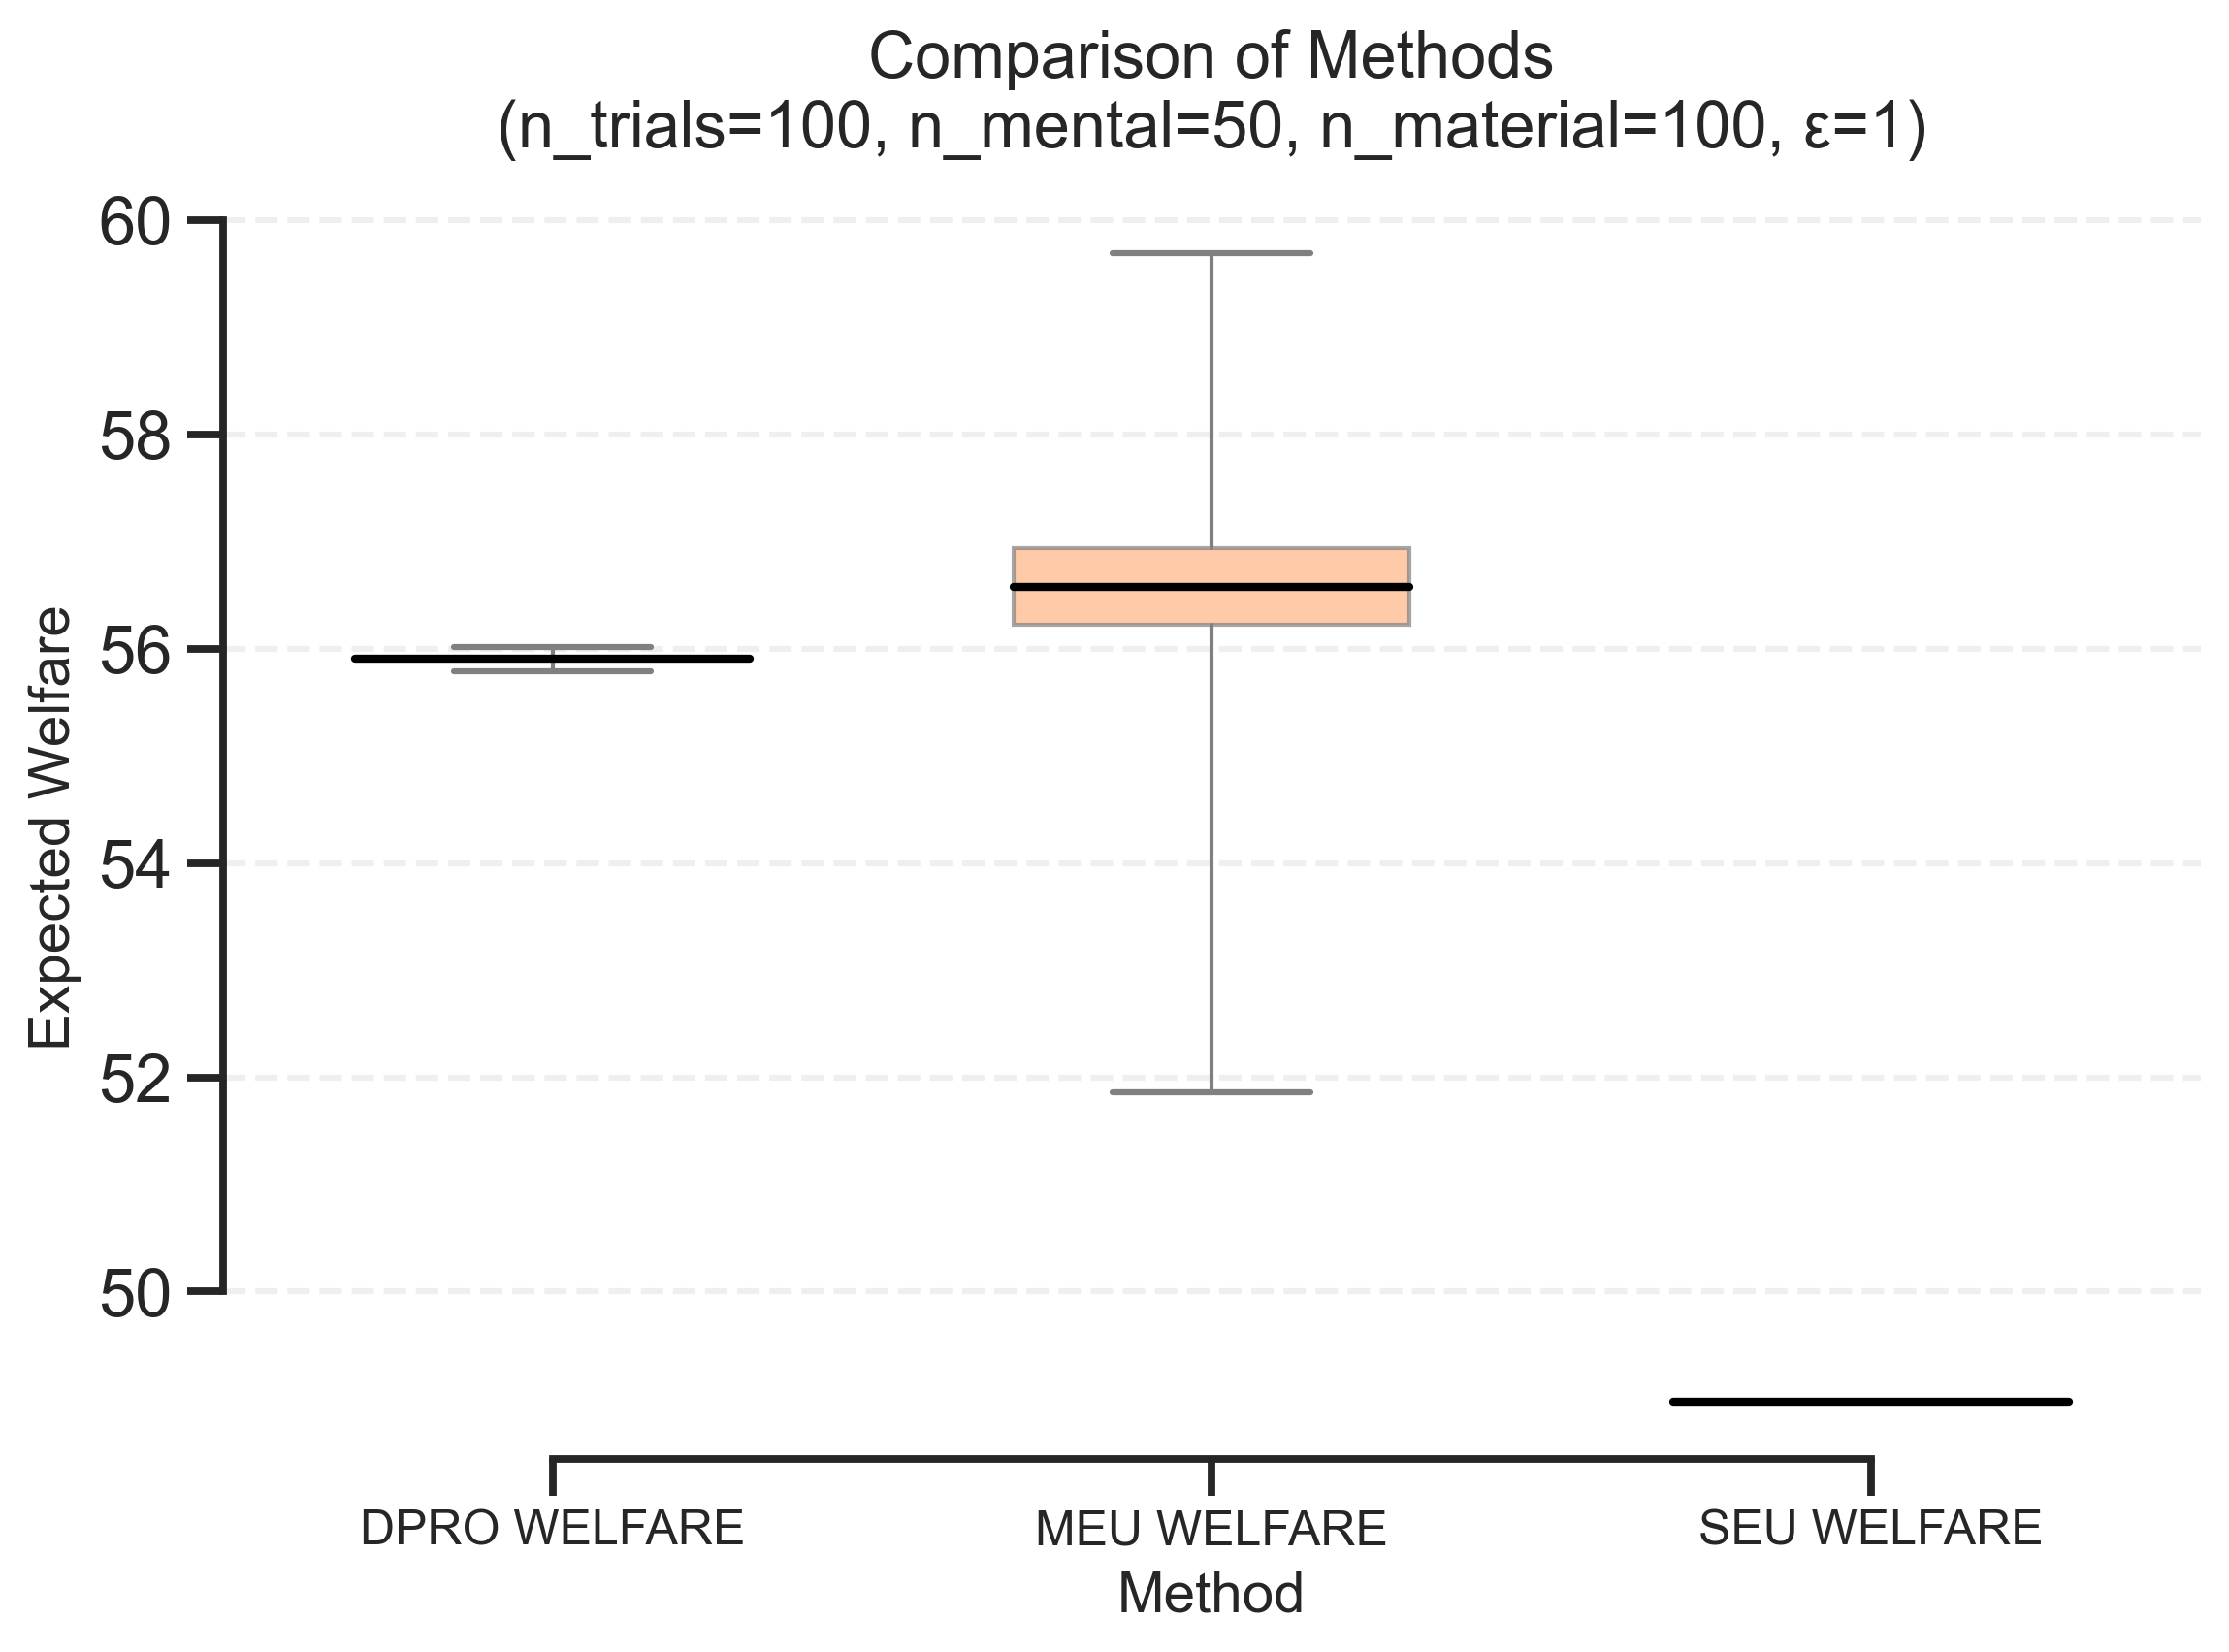 Comparison of Methods
(n_trials=100, n_mental=50, n_material=100, ε=1)
60
58
56
54
52
50
Expected Welfare
DPRO WELFARE
MEU WELFARE
SEU WELFARE
Method